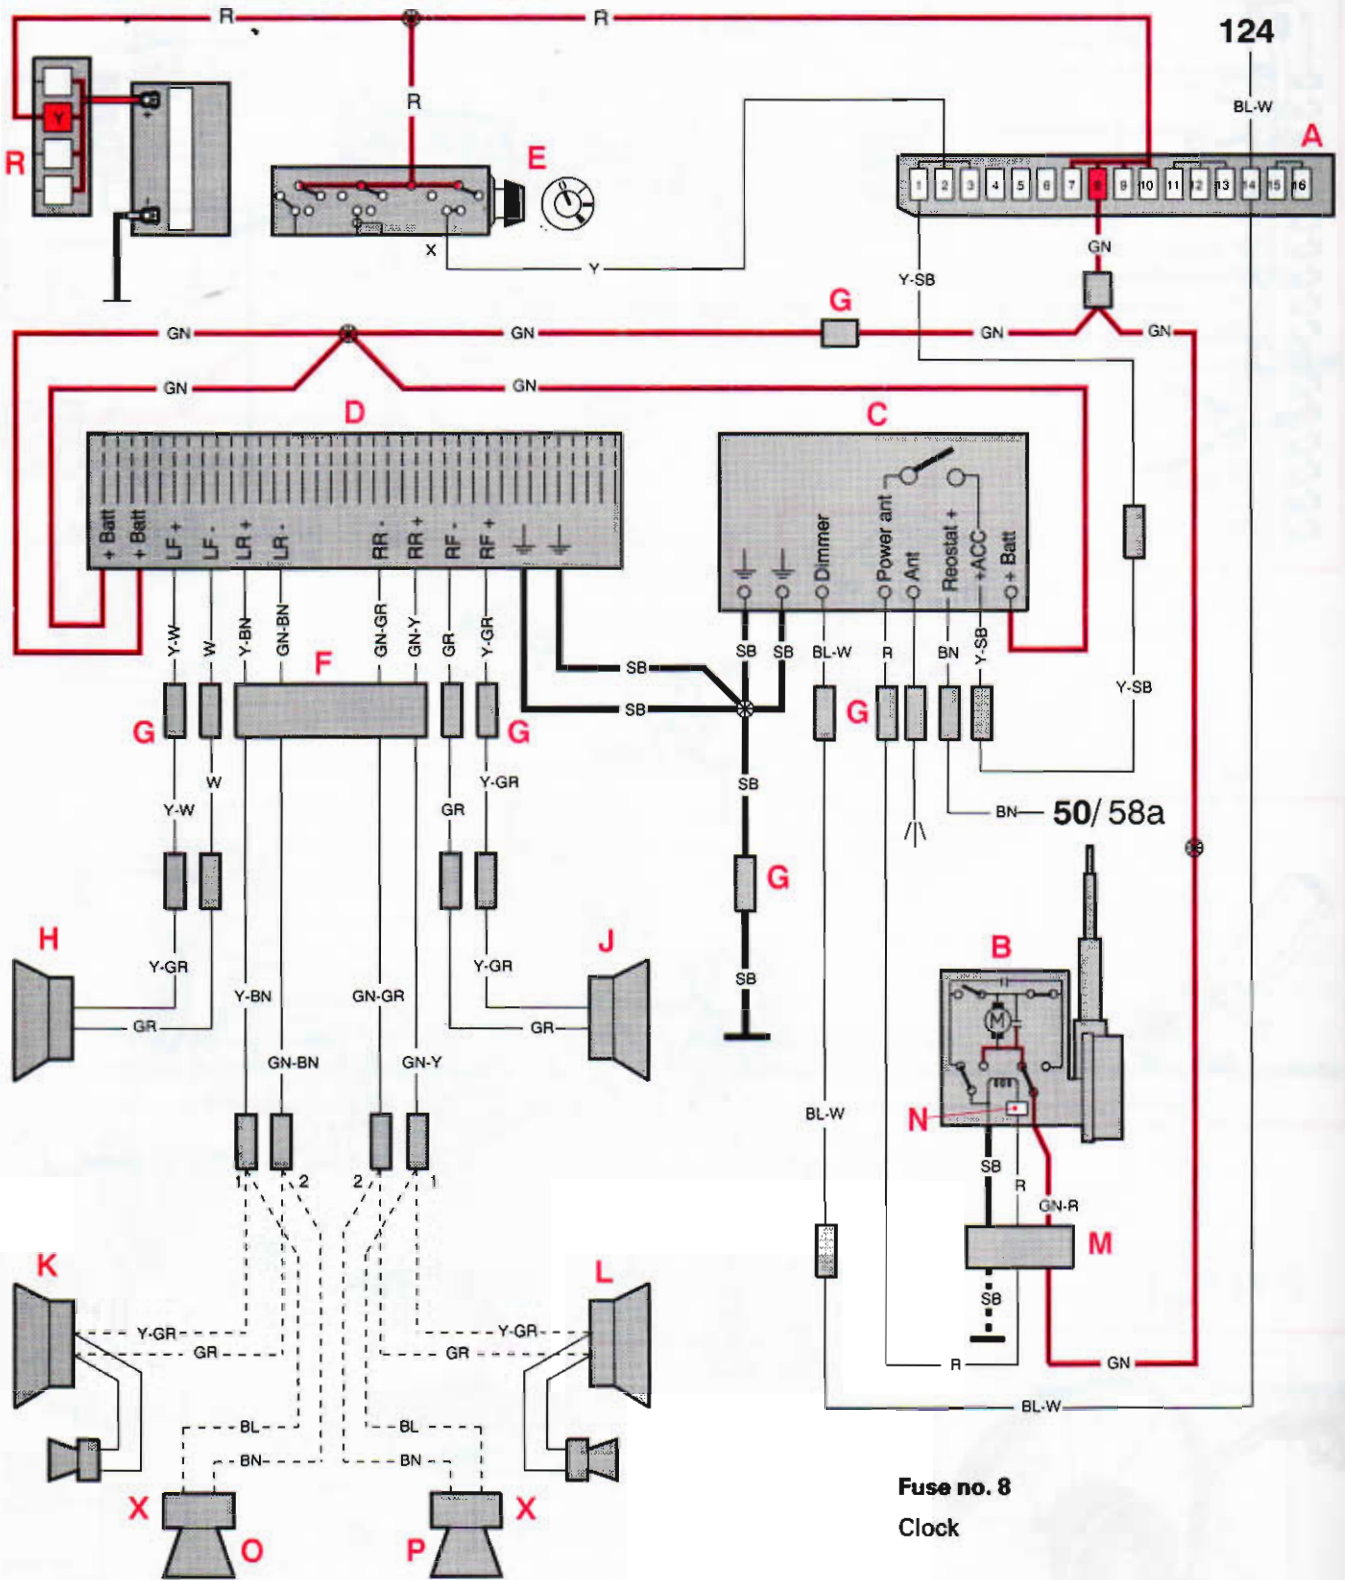 R R 124
R
BL-W
Y
R
+
-
E
A
1 2 3 4 5 6 7 8 9 10 11 12 13 14 15 16
X
Y
GN
Y-SB
G
GN GN GN GN
GN GN
D C
+ Batt + Batt LF + LF - LR + LR - RR - RR + RF - RF +
Dimmer Power ant Ant Reostat + +ACC + Batt
Y-W W Y-BN GN-BN GN-GR GN-Y GR Y-GR
SB SB BL-W R BN Y-SB
F
SB
SB
Y-SB
G G G
W Y-GR SB
Y-W GR
BN 50/ 58a
G
H J B
Y-GR Y-GR SB
Y-BN GN-GR
GR GR
M
GN-BN GN-Y
BL-W N
SB R
1 2 2 1
GN-R
M
K L
SB
Y-GR Y-GR
GR GR
R GN
BL-W
BL BL
BN BN
X X
O P
Fuse no. 8
Clock